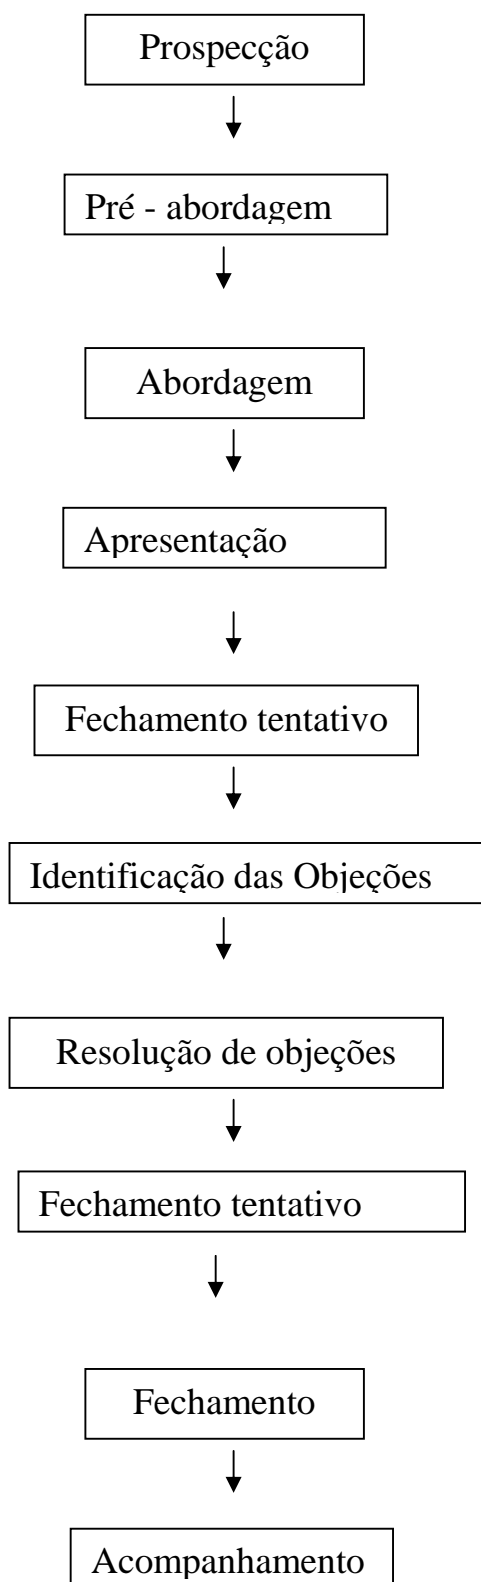 Prospecção
Pré - abordagem
Abordagem
Apresentação
Fechamento tentativo
Identificação das Objeções
Resolução de objeções
Fechamento tentativo
Fechamento
Acompanhamento